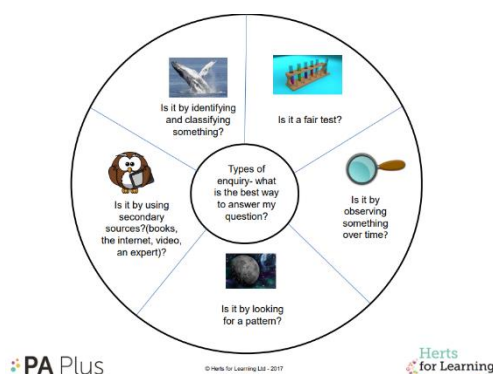 Is it by identifying
and classifying
something?
Is it a fair test?
Types of
enquiry- what
is the best way
to answer my
question?
Is it by using
secondary
sources?(books,
the internet, video,
an expert)?
Is it by
observing
something
over time?
Is it by looking
for a pattern?
PA Plus
© Herts for Learning Ltd - 2017
Herts
for Learning